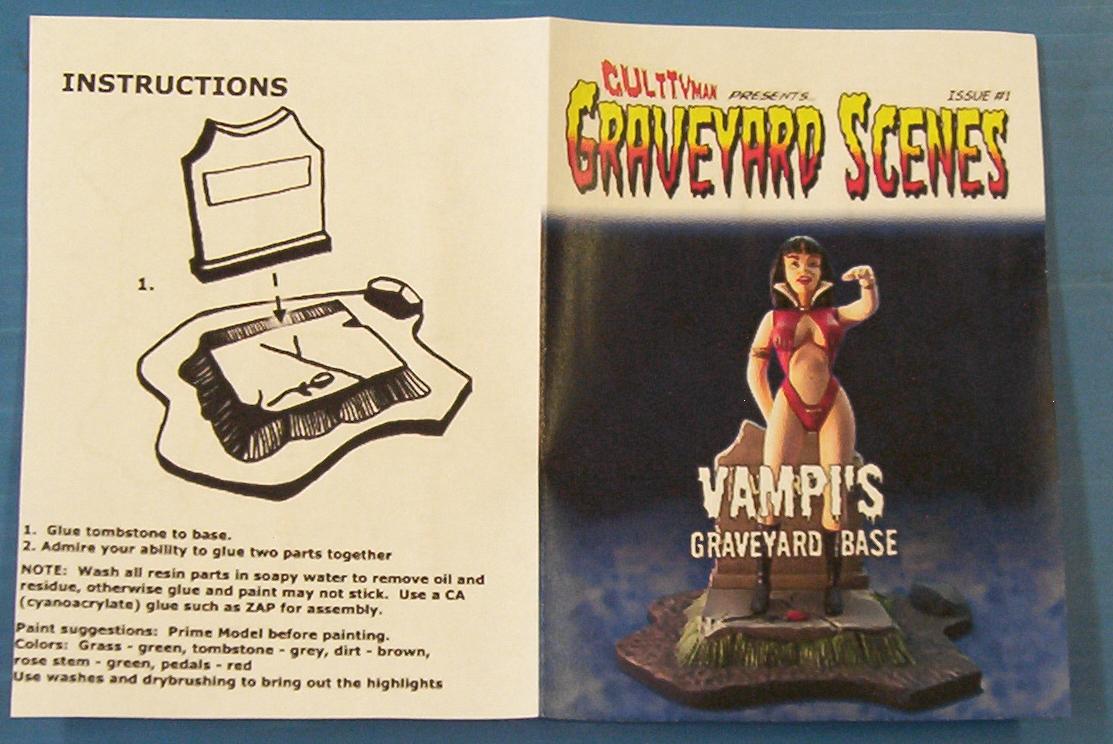 INSTRUCTIONS
1.
1. Glue tombstone to base.
2. Admire your ability to glue two parts together
NOTE: Wash all resin parts in soapy water to remove oil and
residue, otherwise glue and paint may not stick. Use a CA
(cyanoacrylate) glue such as ZAP for assembly.
Paint suggestions: Prime Model before painting.
Colors: Grass - green, tombstone - grey, dirt - brown,
rose stem - green, pedals - red
Use washes and drybrushing to bring out the highlights
CULTTYMAN PRESENTS...
ISSUE #1
GRAVEYARD SCENES
VAMPI'S
GRAVEYARD BASE